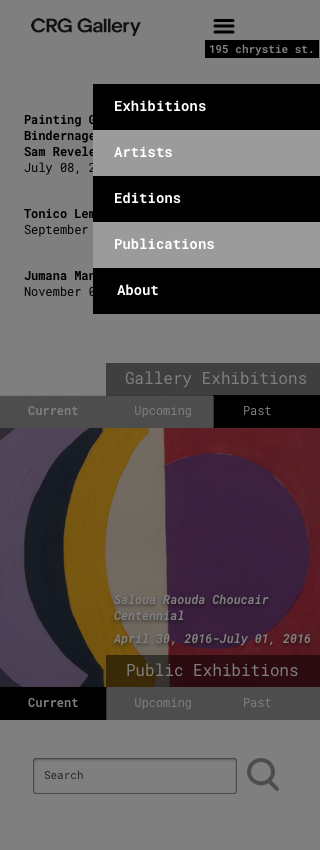 CRG Gallery
195 chrystie st.
Exhibitions
Painting
Bindernage
Artists
Sam Revele
July 08, 2
Editions
Tonico Lem
September
Publications
Jumana Man
November 0
About
Gallery Exhibitions
Current Upcoming Past
Saloua Raouda Choucair
Centennial
April 30, 2016-July 01, 2016
Public Exhibitions
Current Upcoming Past
Search